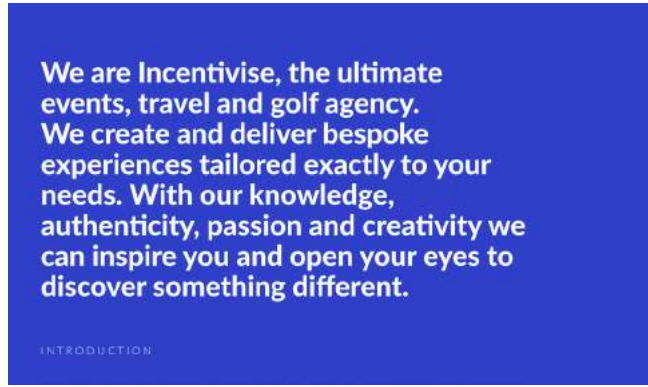 We are Incentivise, the ultimate
events, travel and golf agency.
We create and deliver bespoke
experiences tailored exactly to your
needs. With our knowledge,
authenticity, passion and creativity we
can inspire you and open your eyes to
discover something different.
INTRODUCTION